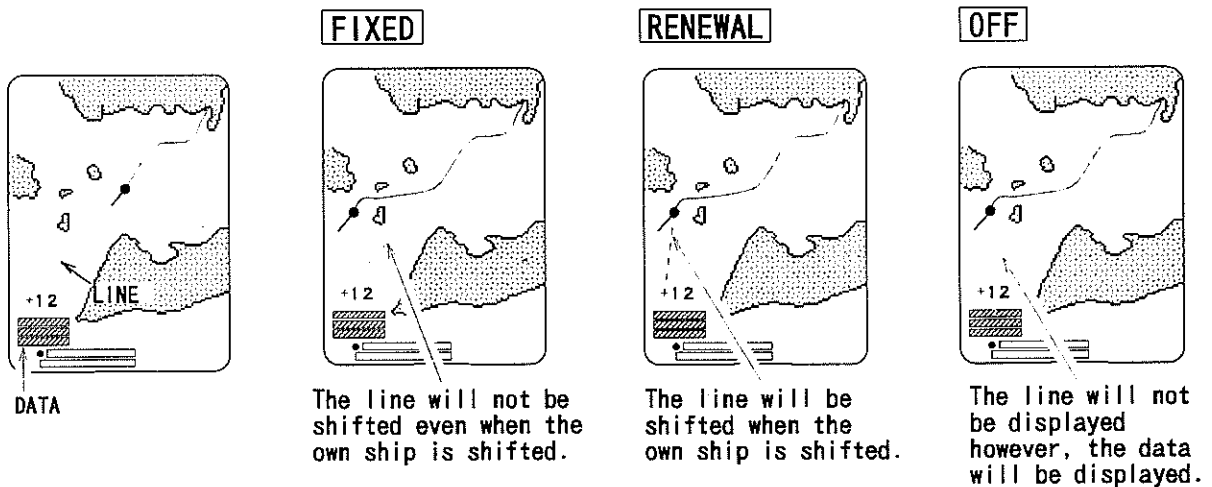 FIXED
RENEWAL
OFF
+12
LINE
DATA
+12
The line will not be
shifted even when the
own ship is shifted.
+12
The line will be
shifted when the
own ship is shifted.
+12
The line will not
be displayed
however, the data
will be displayed.